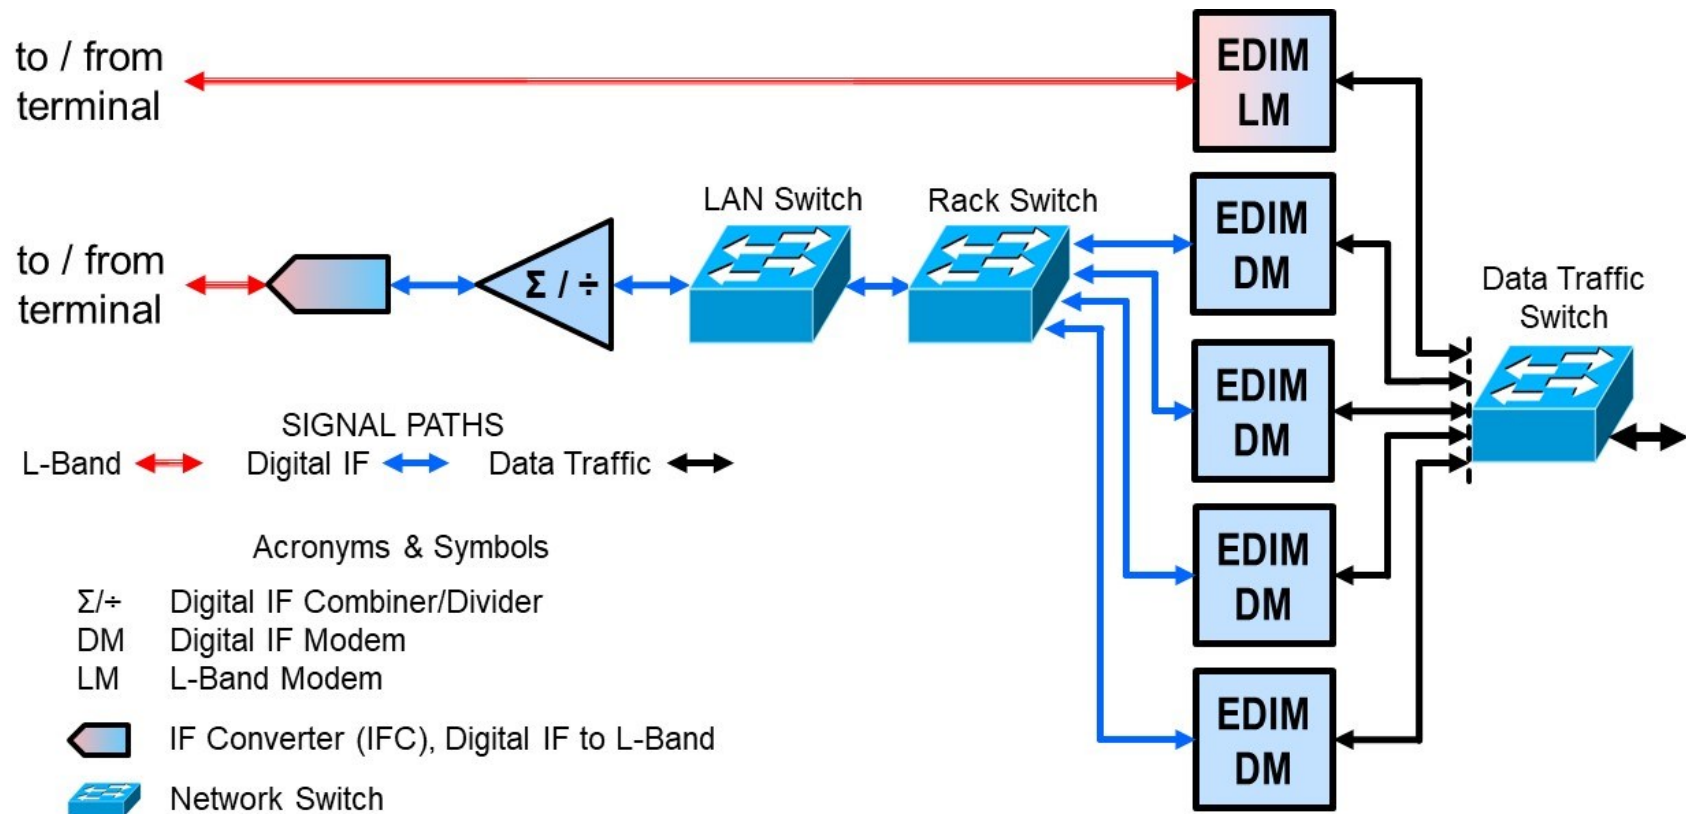 to / from
terminal
EDIM
LM
LAN Switch
Rack Switch
EDIM
DM
to / from
terminal
Σ / ÷
Data Traffic
Switch
EDIM
DM
SIGNAL PATHS
L-Band
Digital IF
Data Traffic
EDIM
DM
EDIM
DM
Acronyms & Symbols
Σ/÷ Digital IF Combiner/Divider
DM Digital IF Modem
LM L-Band Modem
IF Converter (IFC), Digital IF to L-Band
Network Switch